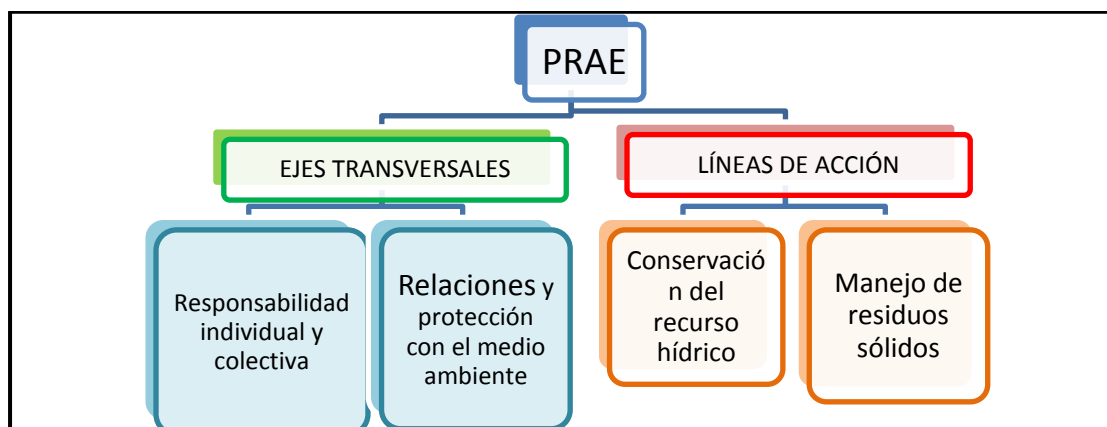 PRAE
EJES TRANSVERSALES
LÍNEAS DE ACCIÓN
Responsabilidad
individual y
colectiva
Relaciones y
protección
con el medio
ambiente
Conservació
n del
recurso
hídrico
Manejo de
residuos
sólidos